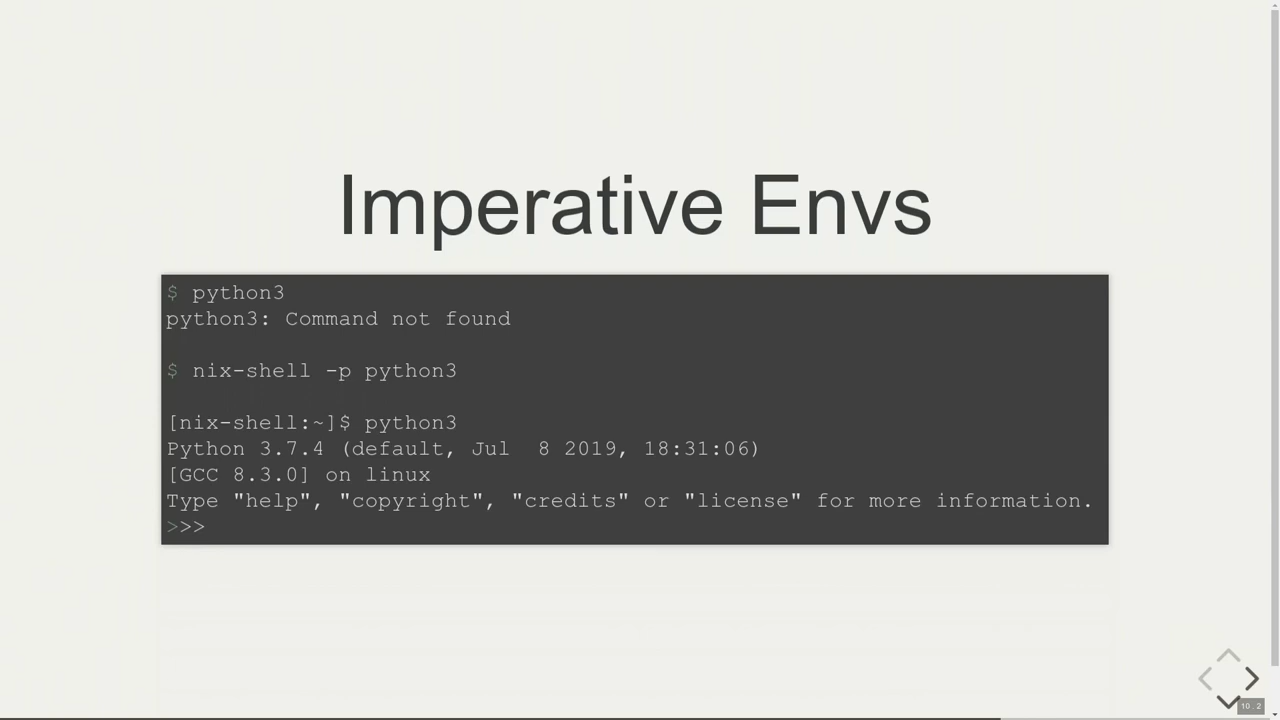 Imperative Envs
$ python3
python3: Command not found
$ nix-shell -p python3
[nix-shell:~]$ python3
Python 3.7.4 (default, Jul  8 2019, 18:31:06)
[GCC 8.3.0] on linux
Type "help", "copyright", "credits" or "license" for more information.
>>>
10.2